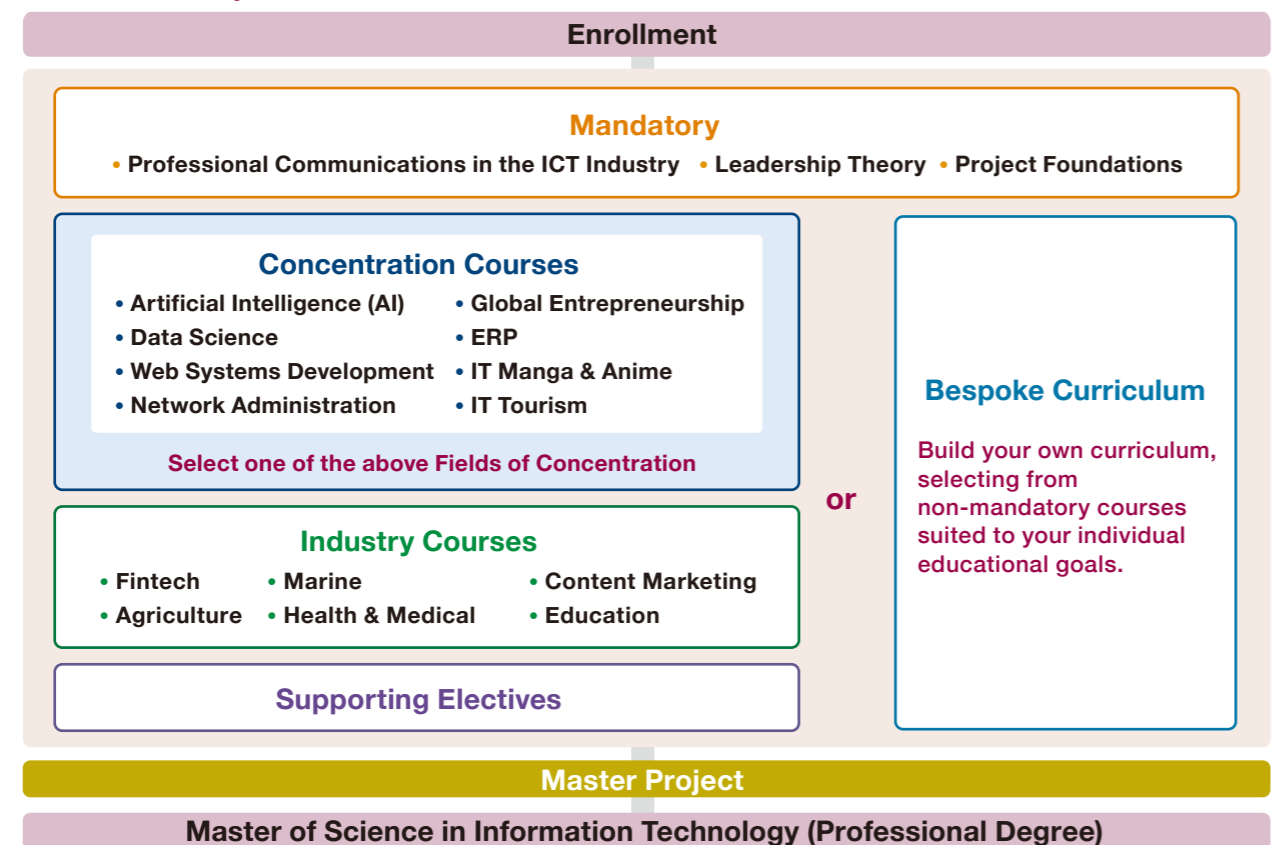 Enrollment
Mandatory
• Professional Communications in the ICT Industry • Leadership Theory • Project Foundations
Concentration Courses
• Artificial Intelligence (AI)
• Data Science
• Web Systems Development
• Network Administration
• Global Entrepreneurship
• ERP
• IT Manga & Anime
• IT Tourism
Select one of the above Fields of Concentration
Industry Courses
• Fintech
• Agriculture
• Marine
• Health & Medical
• Content Marketing
• Education
Supporting Electives
or
Bespoke Curriculum
Build your own curriculum,
selecting from
non-mandatory courses
suited to your individual
educational goals.
Master Project
Master of Science in Information Technology (Professional Degree)